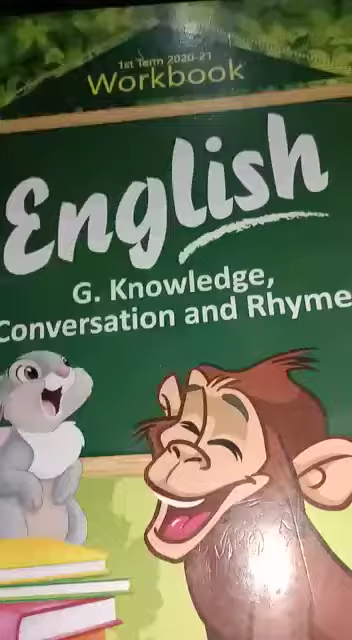 1st Term 2020-21
Workbook
English
G. Knowledge,
Conversation and Rhyme